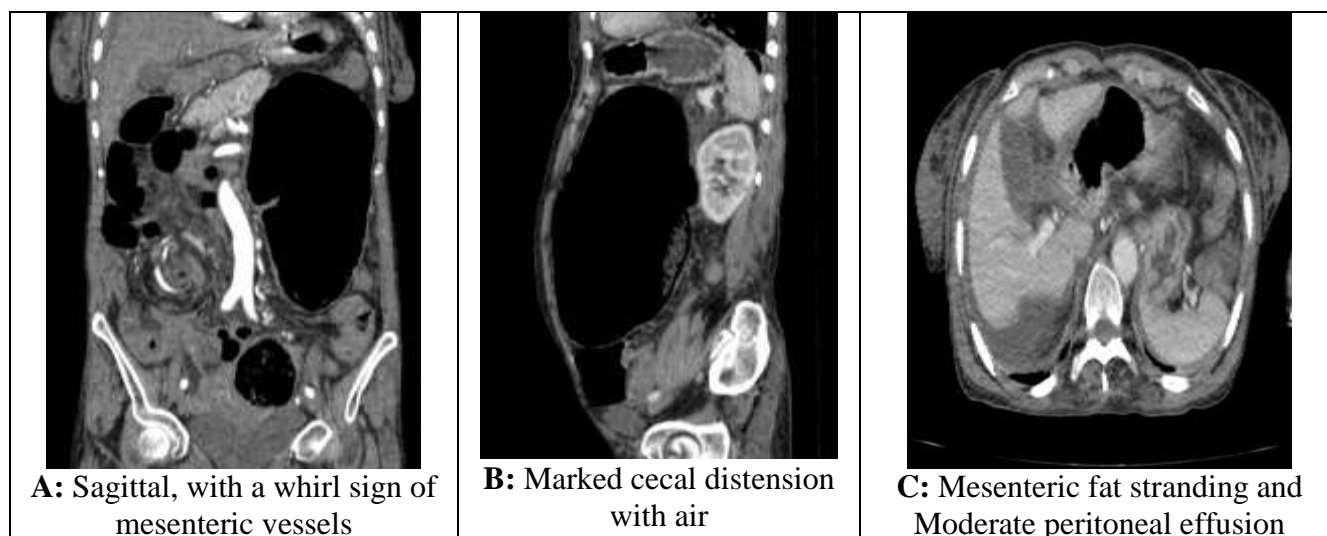 A: Sagittal, with a whirl sign of
mesenteric vessels
B: Marked cecal distension
with air
C: Mesenteric fat stranding and
Moderate peritoneal effusion